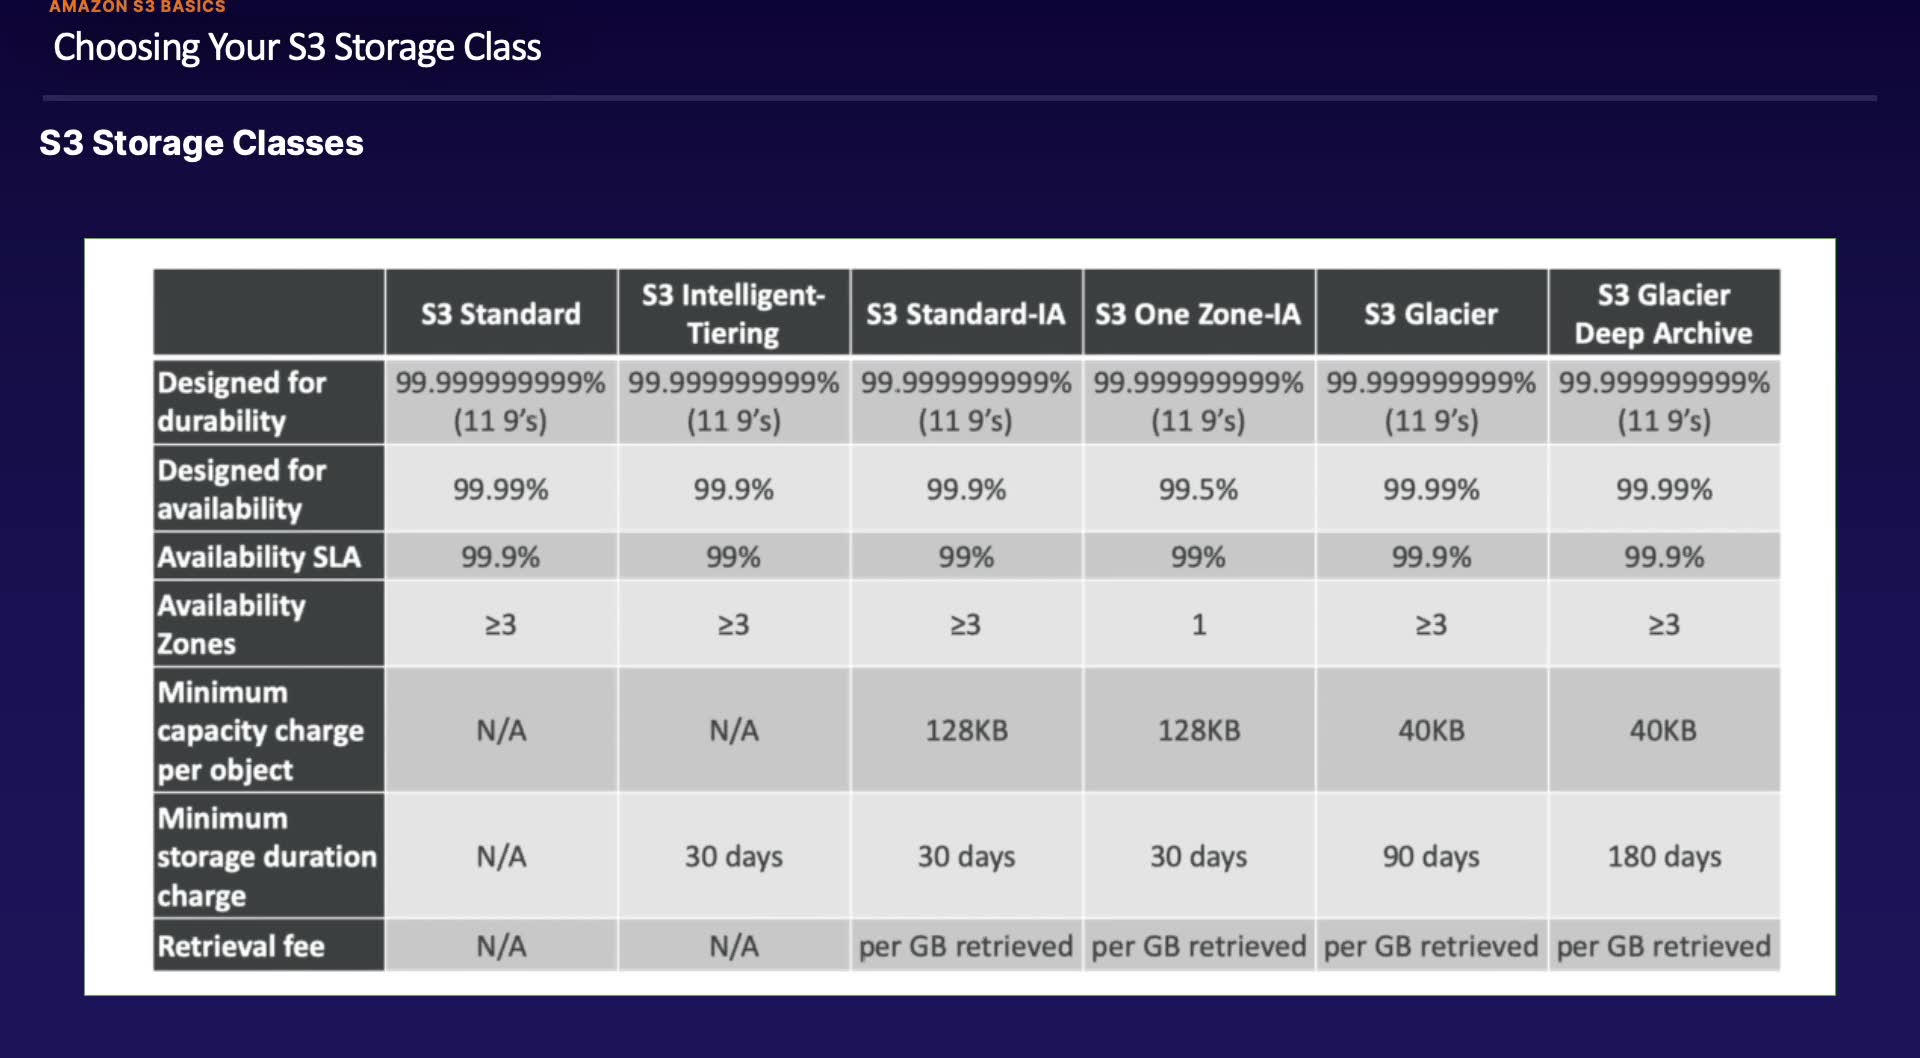 AMAZON S3 BASICS
Choosing Your S3 Storage Class
S3 Storage Classes
S3 Standard S3 Intelligent-Tiering S3 Standard-IA S3 One Zone-IA S3 Glacier S3 Glacier Deep Archive
Designed for durability 99.999999999% (11 9’s) 99.999999999% (11 9’s) 99.999999999% (11 9’s) 99.999999999% (11 9’s) 99.999999999% (11 9’s) 99.999999999% (11 9’s)
Designed for availability 99.99% 99.9% 99.9% 99.5% 99.99% 99.99%
Availability SLA 99.9% 99% 99% 99% 99.9% 99.9%
Availability Zones ≥3 ≥3 ≥3 1 ≥3 ≥3
Minimum capacity charge per object N/A N/A 128KB 128KB 40KB 40KB
Minimum storage duration charge N/A 30 days 30 days 30 days 90 days 180 days
Retrieval fee N/A N/A per GB retrieved per GB retrieved per GB retrieved per GB retrieved